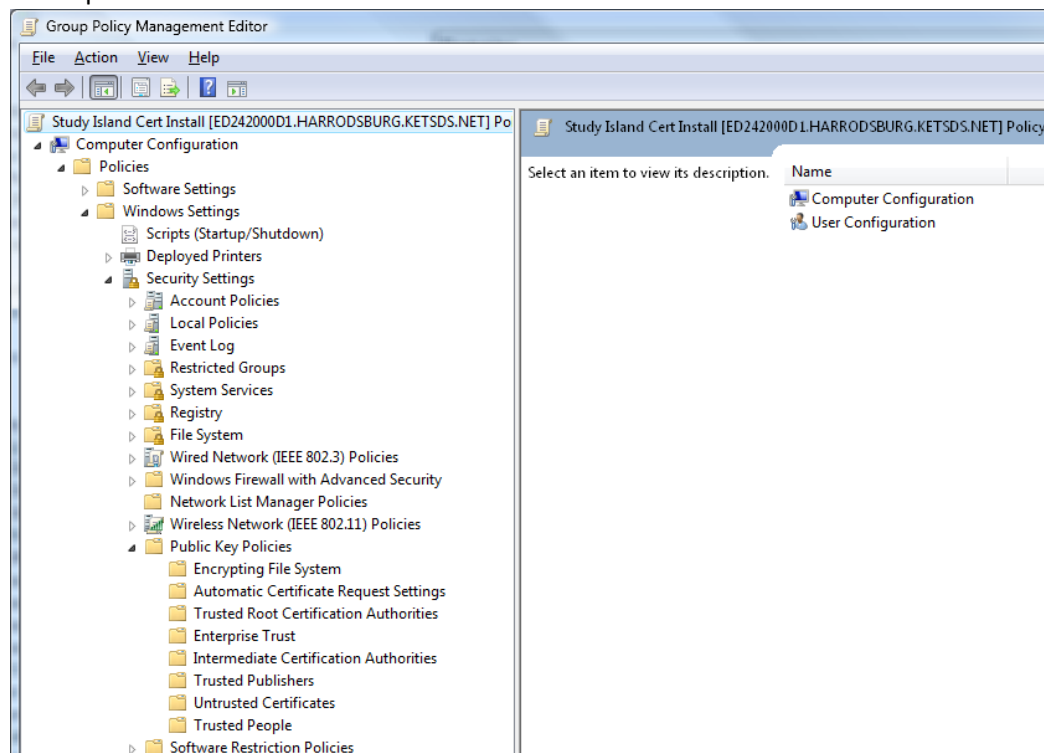 Group Policy Management Editor
File Action View Help
Study Island Cert Install [ED242000D1.HARRODSBURG.KETSDS.NET] Po
Computer Configuration
Policies
Software Settings
Windows Settings
Scripts (Startup/Shutdown)
Deployed Printers
Security Settings
Account Policies
Local Policies
Event Log
Restricted Groups
System Services
Registry
File System
Wired Network (IEEE 802.3) Policies
Windows Firewall with Advanced Security
Network List Manager Policies
Wireless Network (IEEE 802.11) Policies
Public Key Policies
Encrypting File System
Automatic Certificate Request Settings
Trusted Root Certification Authorities
Enterprise Trust
Intermediate Certification Authorities
Trusted Publishers
Untrusted Certificates
Trusted People
Software Restriction Policies
Study Island Cert Install [ED242000D1.HARRODSBURG.KETSDS.NET] Policy
Select an item to view its description.
Name
Computer Configuration
User Configuration